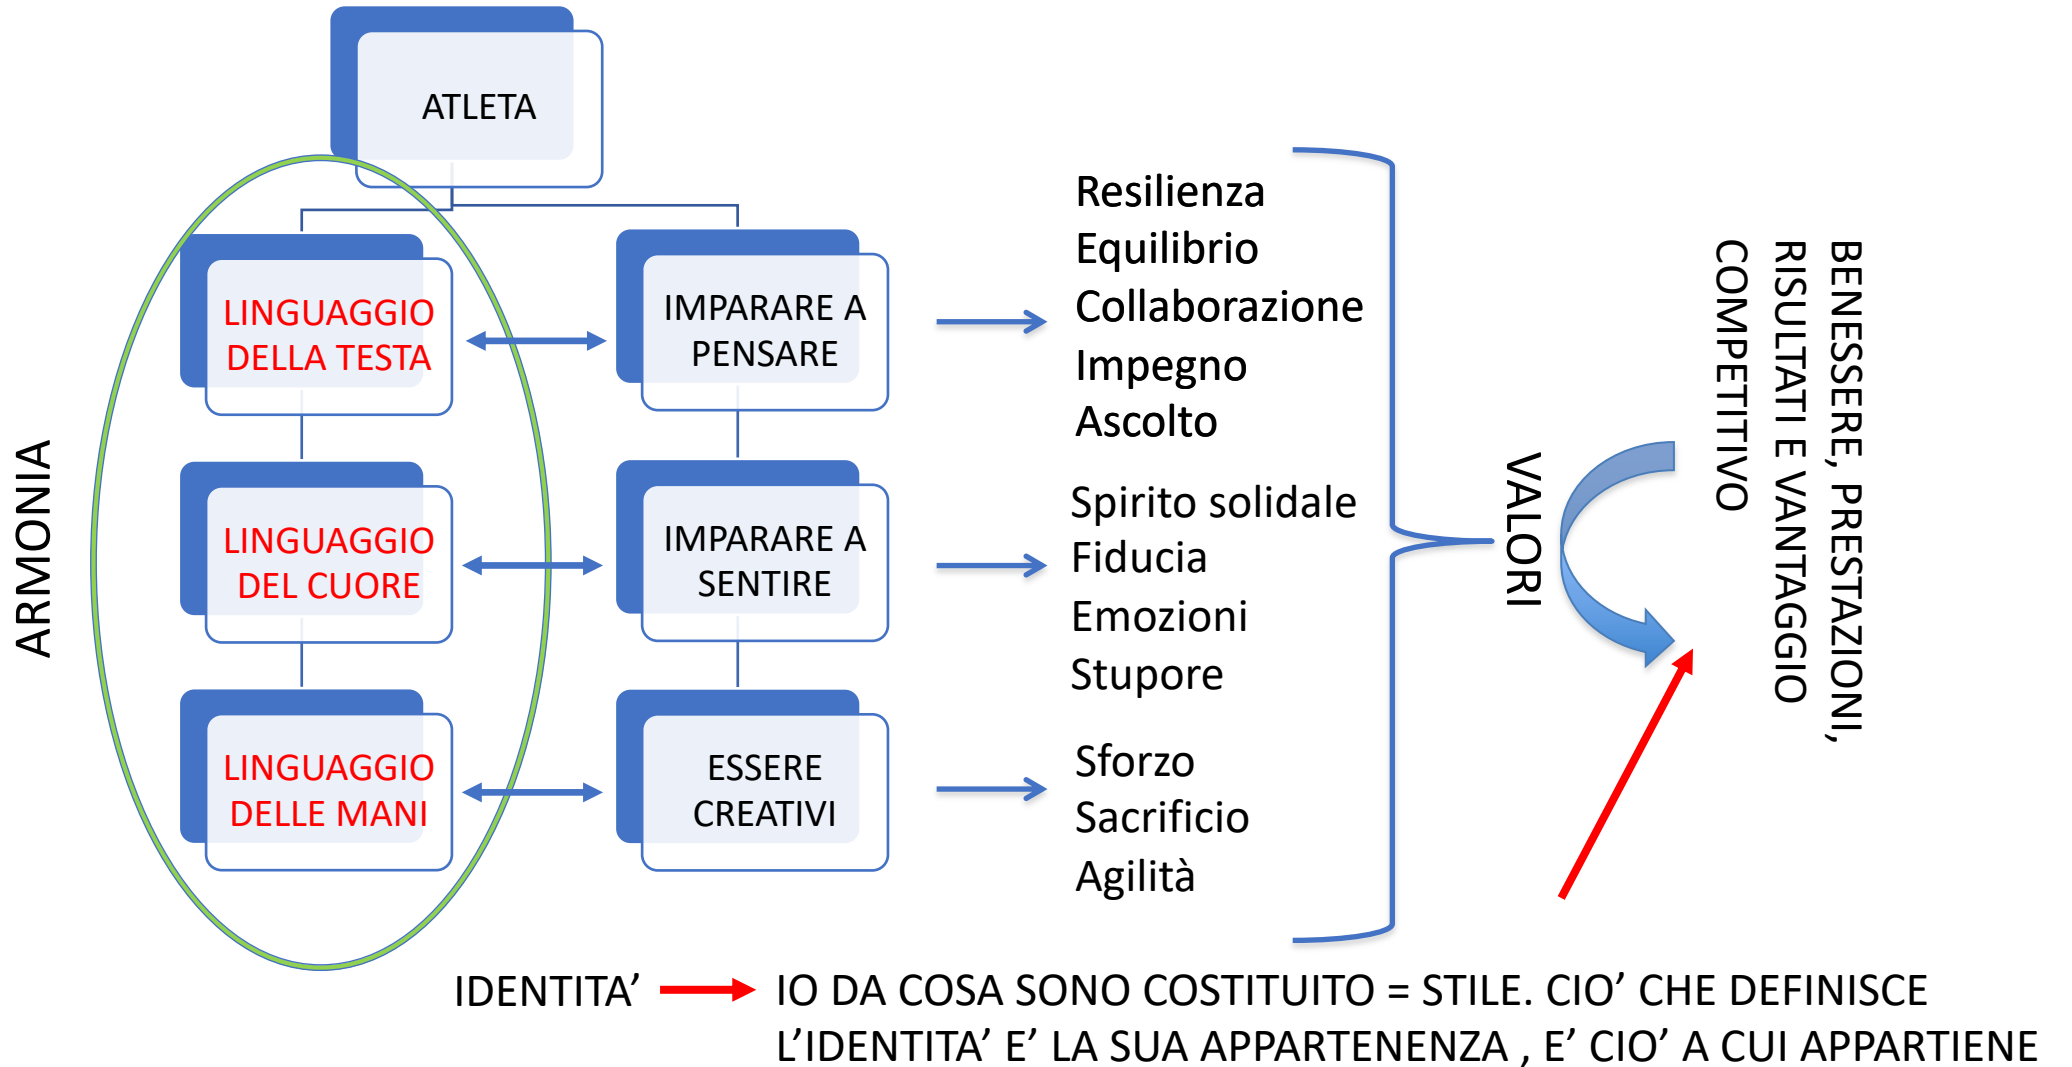 ATLETA
ARMONIA
LINGUAGGIO
DELLA TESTA
IMPARARE A
PENSARE
Resilienza
Equilibrio
Collaborazione
Impegno
Ascolto
LINGUAGGIO
DEL CUORE
IMPARARE A
SENTIRE
Spirito solidale
Fiducia
Emozioni
Stupore
LINGUAGGIO
DELLE MANI
ESSERE
CREATIVI
Sforzo
Sacrificio
Agilità
VALORI
BENESSERE, PRESTAZIONI,
RISULTATI E VANTAGGIO
COMPETITIVO
IDENTITA’
IO DA COSA SONO COSTITUITO = STILE. CIO’ CHE DEFINISCE
L’IDENTITA’ E’ LA SUA APPARTENENZA , E’ CIO’ A CUI APPARTIENE